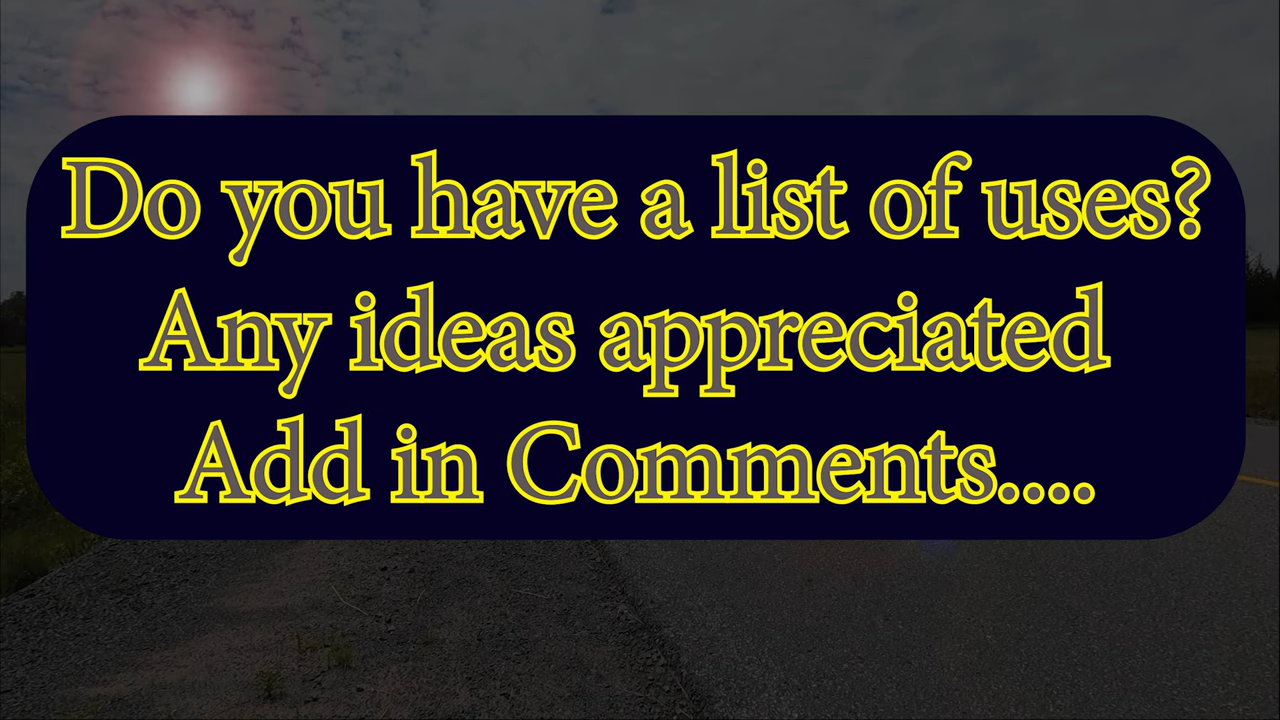 Do you have a list of uses?
Any ideas appreciated
Add in Comments....